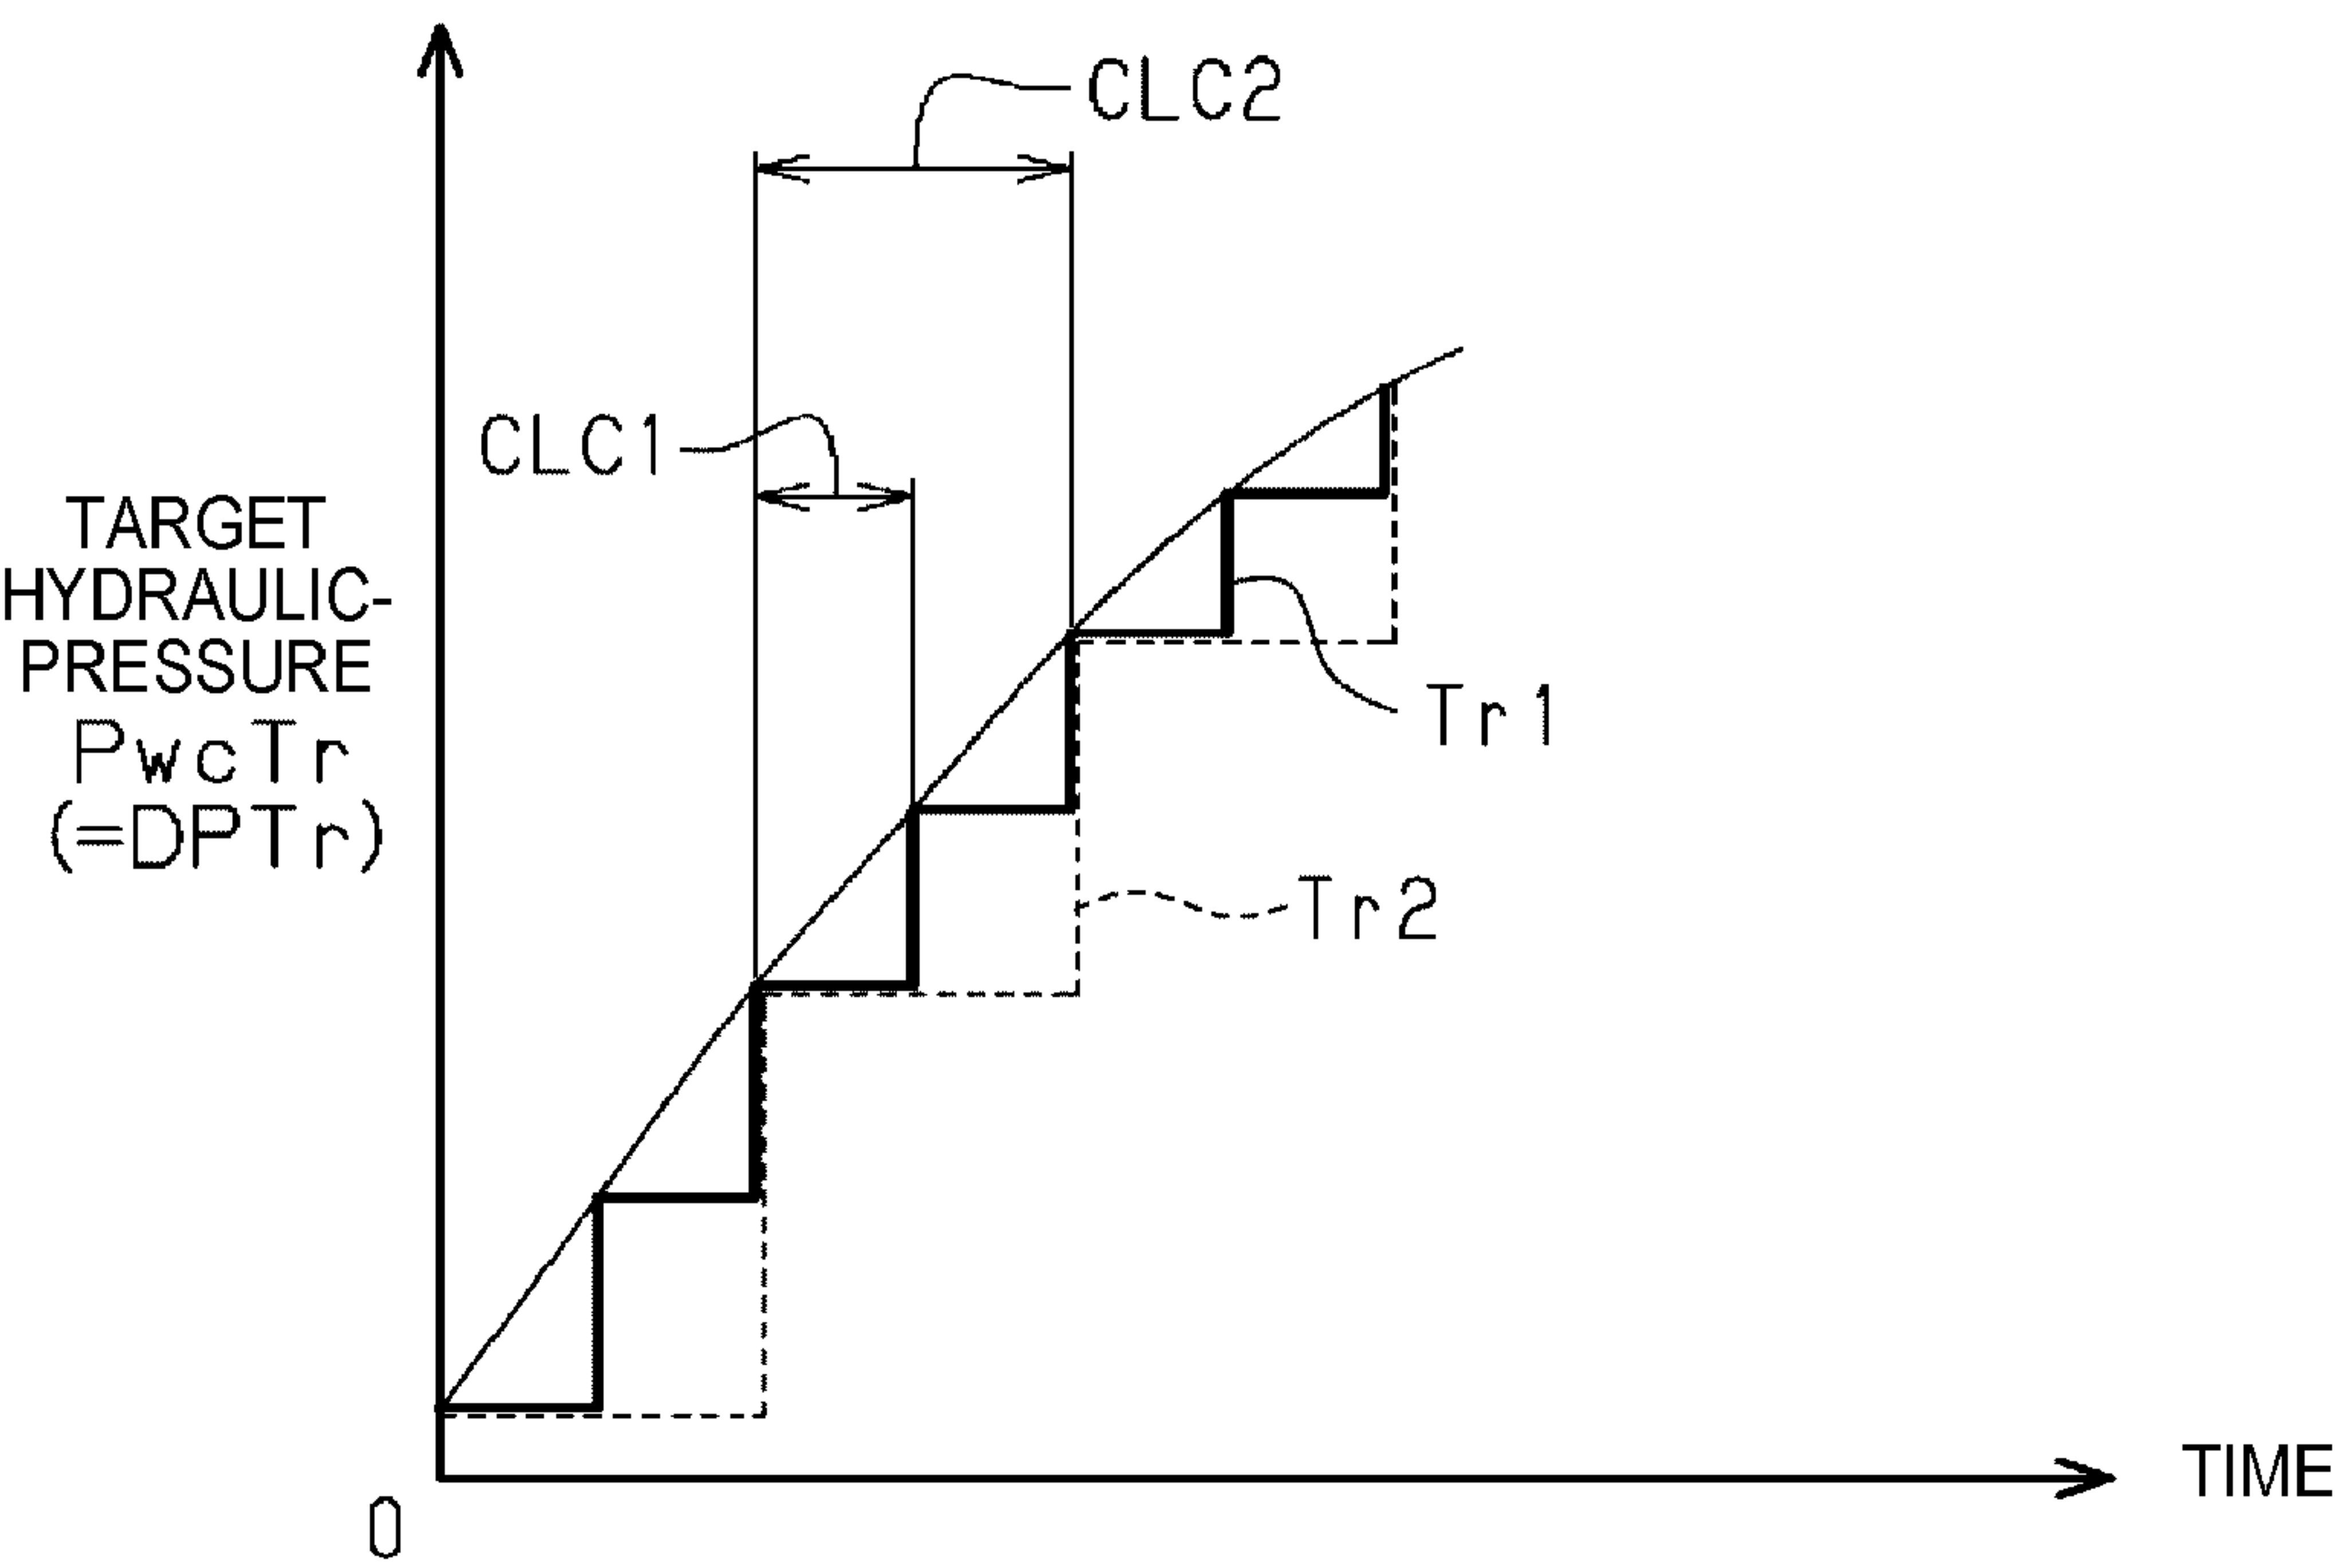 CLC2
CLC1
TARGET
HYDRAULIC-
PRESSURE
PwcTr
(=DPTr)
Tr1
Tr2
TIME
0